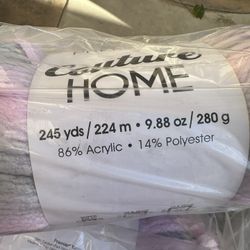 Couture
HOME
245 yds / 224 m • 9.88 oz / 280 g
86% Acrylic • 14% Polyester